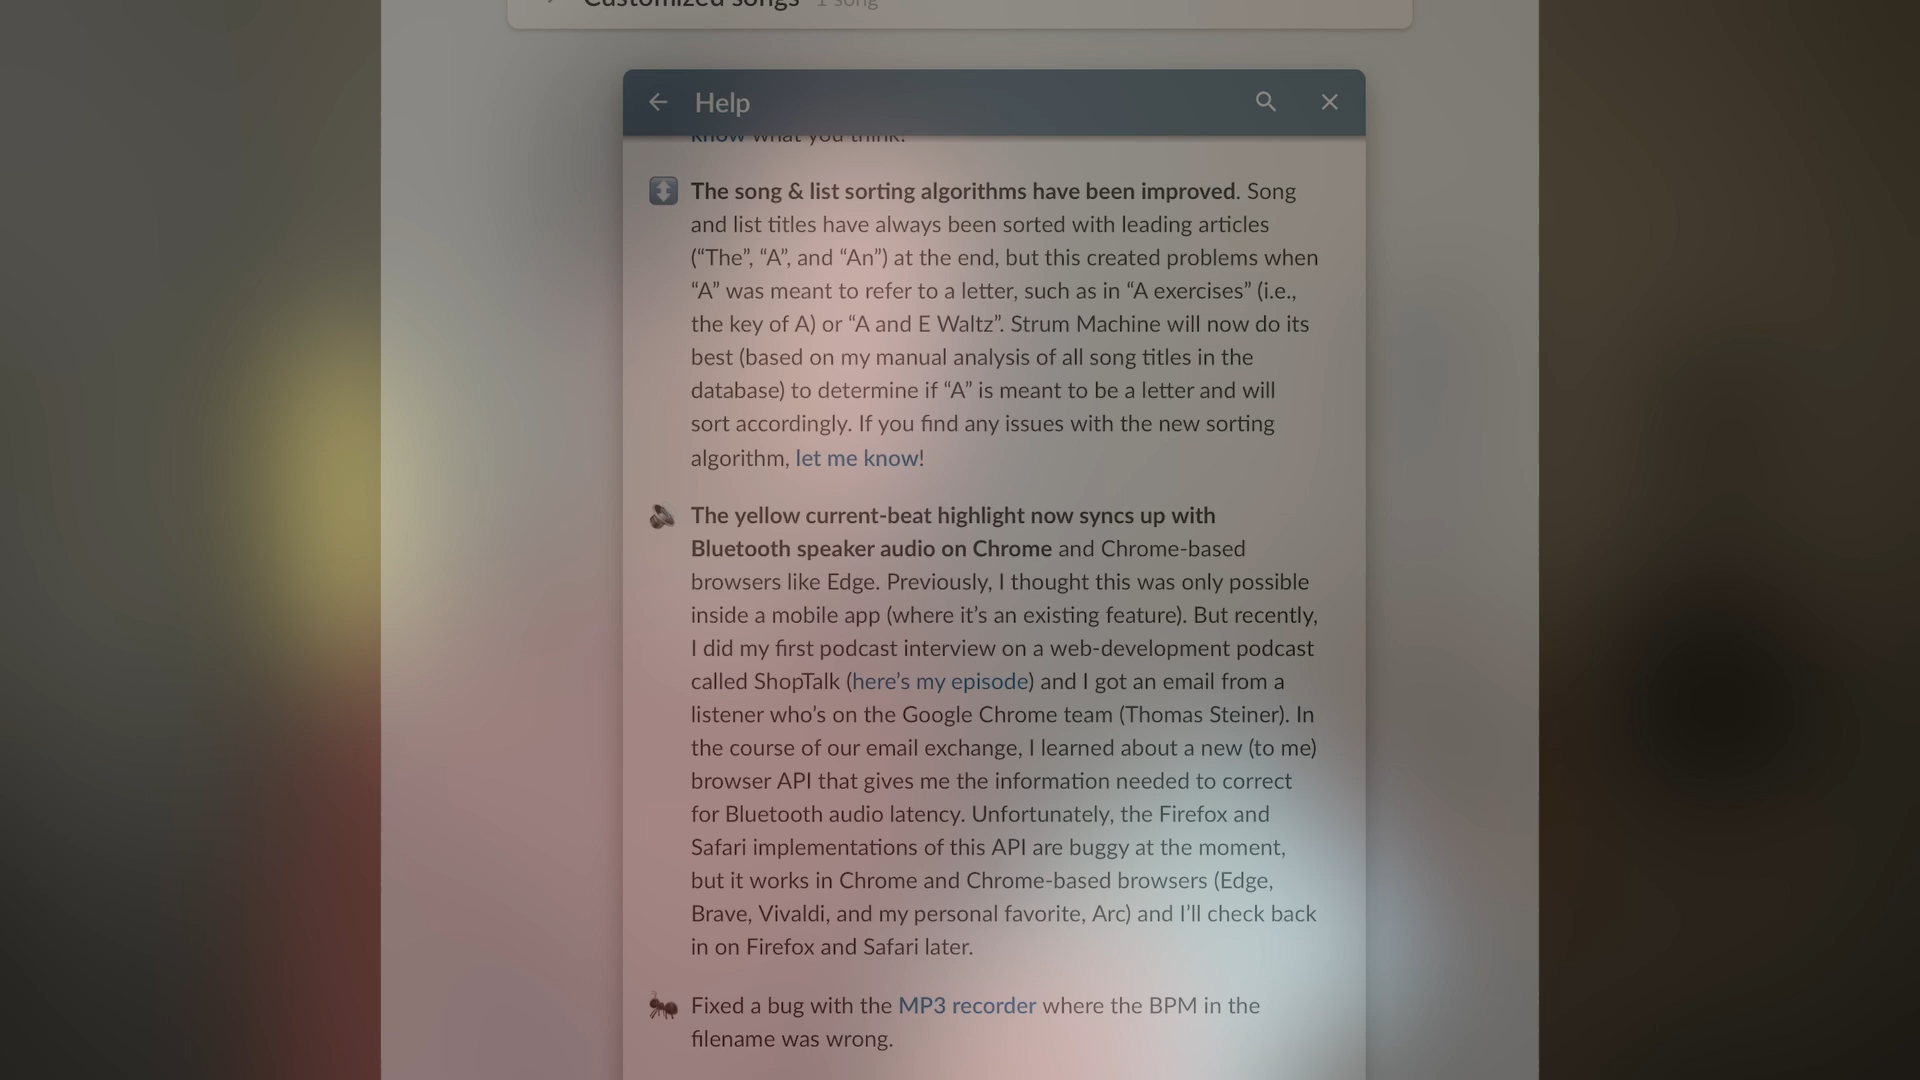 Customized songs 1 song
Help
know what you think.
The song & list sorting algorithms have been improved. Song
and list titles have always been sorted with leading articles
(“The”, “A”, and “An”) at the end, but this created problems when
“A” was meant to refer to a letter, such as in “A exercises” (i.e.,
the key of A) or “A and E Waltz”. Strum Machine will now do its
best (based on my manual analysis of all song titles in the
database) to determine if “A” is meant to be a letter and will
sort accordingly. If you find any issues with the new sorting
algorithm, let me know!
The yellow current-beat highlight now syncs up with
Bluetooth speaker audio on Chrome and Chrome-based
browsers like Edge. Previously, I thought this was only possible
inside a mobile app (where it’s an existing feature). But recently,
I did my first podcast interview on a web-development podcast
called ShopTalk (here’s my episode) and I got an email from a
listener who’s on the Google Chrome team (Thomas Steiner). In
the course of our email exchange, I learned about a new (to me)
browser API that gives me the information needed to correct
for Bluetooth audio latency. Unfortunately, the Firefox and
Safari implementations of this API are buggy at the moment,
but it works in Chrome and Chrome-based browsers (Edge,
Brave, Vivaldi, and my personal favorite, Arc) and I’ll check back
in on Firefox and Safari later.
Fixed a bug with the MP3 recorder where the BPM in the
filename was wrong.